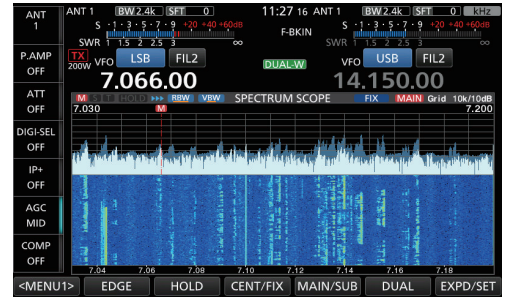 ANT
1
P.AMP
OFF
ATT
OFF
DIGI-SEL
OFF
IP+
OFF
AGC
MID
COMP
OFF
ANT 1 BW 2.4k SFT 0 11:27 16 ANT 1 BW 2.4k SFT 0 kHz
S ·1·3·5·7·9 +20 +40 +60dB F-BKIN S ·1·3·5·7·9 +20 +40 +60dB
SWR 1 1.5 2 2.5 3 ∞ SWR 1 1.5 2 2.5 3 ∞
TX 200W VFO LSB FIL2 DUAL-W VFO USB FIL2
7.066.00 14.150.00
M HOLD RBW VBW SPECTRUM SCOPE FIX MAIN Grid 10k/10dB
7.030 M 7.200
7.04 7.06 7.08 7.10 7.12 7.14 7.16 7.18
<MENU1> EDGE HOLD CENT/FIX MAIN/SUB DUAL EXPD/SET